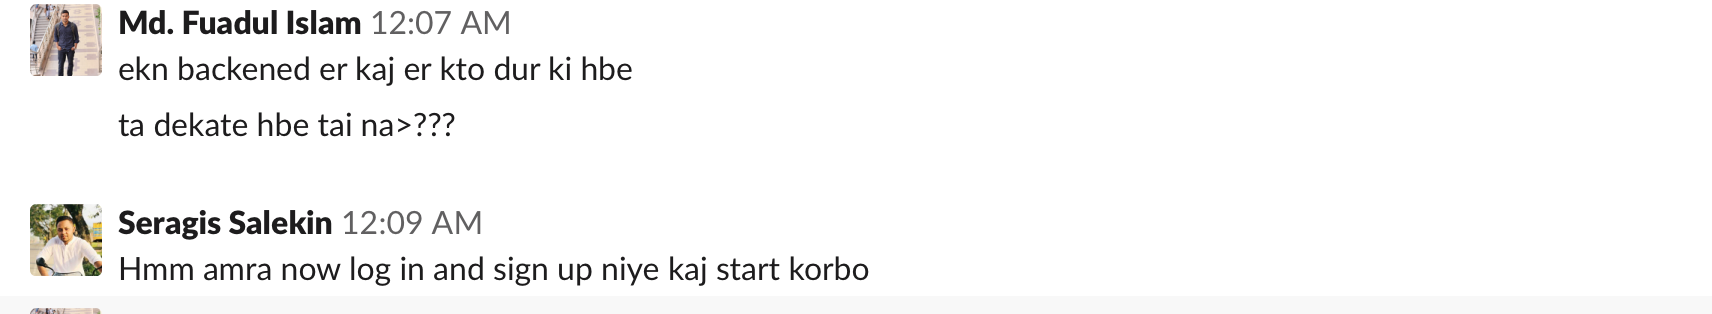 Md. Fuadul Islam 12:07 AM
ekn backened er kaj er kto dur ki hbe
ta dekate hbe tai na>???
Seragis Salekin 12:09 AM
Hmm amra now log in and sign up niye kaj start korbo